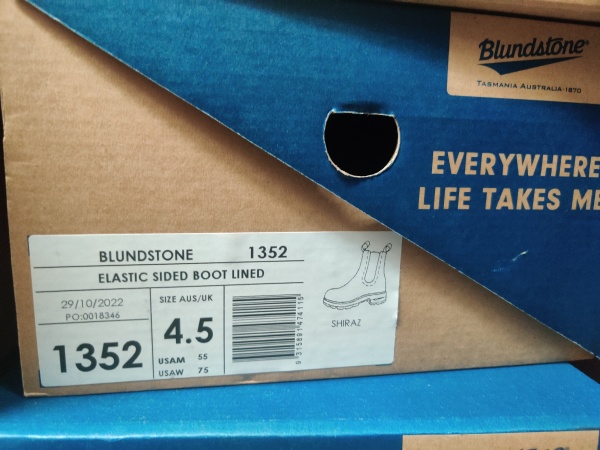 Blundstone®
TASMANIA AUSTRALIA·1870
EVERYWHERE
LIFE TAKES ME
BLUNDSTONE 1352
ELASTIC SIDED BOOT LINED
29/10/2022
PO:0018346
1352
SIZE AUS/UK
4.5
USAM 55
USAW 75
9315891474115
SHIRAZ